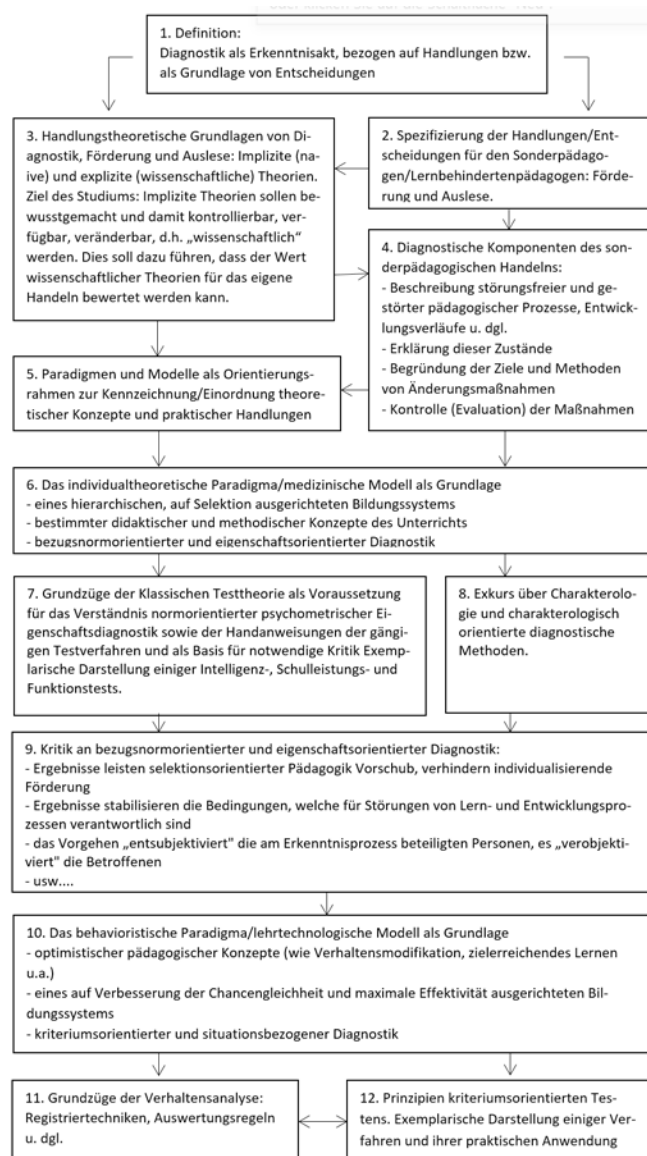 1. Definition:
Diagnostik als Erkenntnisakt, bezogen auf Handlungen bzw.
als Grundlage von Entscheidungen
3. Handlungstheoretische Grundlagen von Di-
agnostik, Förderung und Auslese: Implizite (na-
ive) und explizite (wissenschaftliche) Theorien.
Ziel des Studiums: Implizite Theorien sollen be-
wusstgemacht und damit kontrollierbar, ver-
fügbar, veränderbar, d.h. „wissenschaftlich“
werden. Dies soll dazu führen, dass der Wert
wissenschaftlicher Theorien für das eigene
Handeln bewertet werden kann.
2. Spezifizierung der Handlungen/Ent-
scheidungen für den Sonderpädago-
gen/Lernbehindertenpädagogen: Förde-
rung und Auslese.
4. Diagnostische Komponenten des son-
derpädagogischen Handelns:
- Beschreibung störungsfreier und ge-
störter pädagogischer Prozesse, Entwick-
lungsverläufe u. dgl.
- Erklärung dieser Zustände
- Begründung der Ziele und Methoden
von Änderungsmaßnahmen
- Kontrolle (Evaluation) der Maßnahmen
5. Paradigmen und Modelle als Orientierungs-
rahmen zur Kennzeichnung/Einordnung theore-
tischer Konzepte und praktischer Handlungen
6. Das individualtheoretische Paradigma/medizinische Modell als Grundlage
- eines hierarchischen, auf Selektion ausgerichteten Bildungssystems
- bestimmter didaktischer und methodischer Konzepte des Unterrichts
- bezugsnormorientierter und eigenschaftsorientierter Diagnostik
7. Grundzüge der Klassischen Testtheorie als Voraussetzung
für das Verständnis normorientierter psychometrischer Ei-
genschaftsdiagnostik sowie der Handanweisungen der gängi-
gen Testverfahren und als Basis für notwendige Kritik Exemp-
larische Darstellung einiger Intelligenz-, Schulleistungs- und
Funktionstests.
8. Exkurs über Charakterolo-
gie und charakterologisch
orientierte diagnostische
Methoden.
9. Kritik an bezugsnormorientierter und eigenschaftsorientierter Diagnostik:
- Ergebnisse leisten selektionsorientierter Pädagogik Vorschub, verhindern individualisierende
Förderung
- Ergebnisse stabilisieren die Bedingungen, welche für Störungen von Lern- und Entwicklungspro-
zessen verantwortlich sind
- das Vorgehen „entsubjektiviert" die am Erkenntnisprozess beteiligten Personen, es „verobjekti-
viert" die Betroffenen
- usw....
10. Das behavioristische Paradigma/lehrtechnologische Modell als Grundlage
- optimistischer pädagogischer Konzepte (wie Verhaltensmodifikation, zielerreichendes Lernen
u.a.)
- eines auf Verbesserung der Chancengleichheit und maximale Effektivität ausgerichteten Bil-
dungssystems
- kriteriumsorientierter und situationsbezogener Diagnostik
11. Grundzüge der Verhaltensanalyse:
Registriertechniken, Auswertungsregeln
u. dgl.
12. Prinzipien kriteriumsorientierten Tes-
tens. Exemplarische Darstellung einiger Ver-
fahren und ihrer praktischen Anwendung